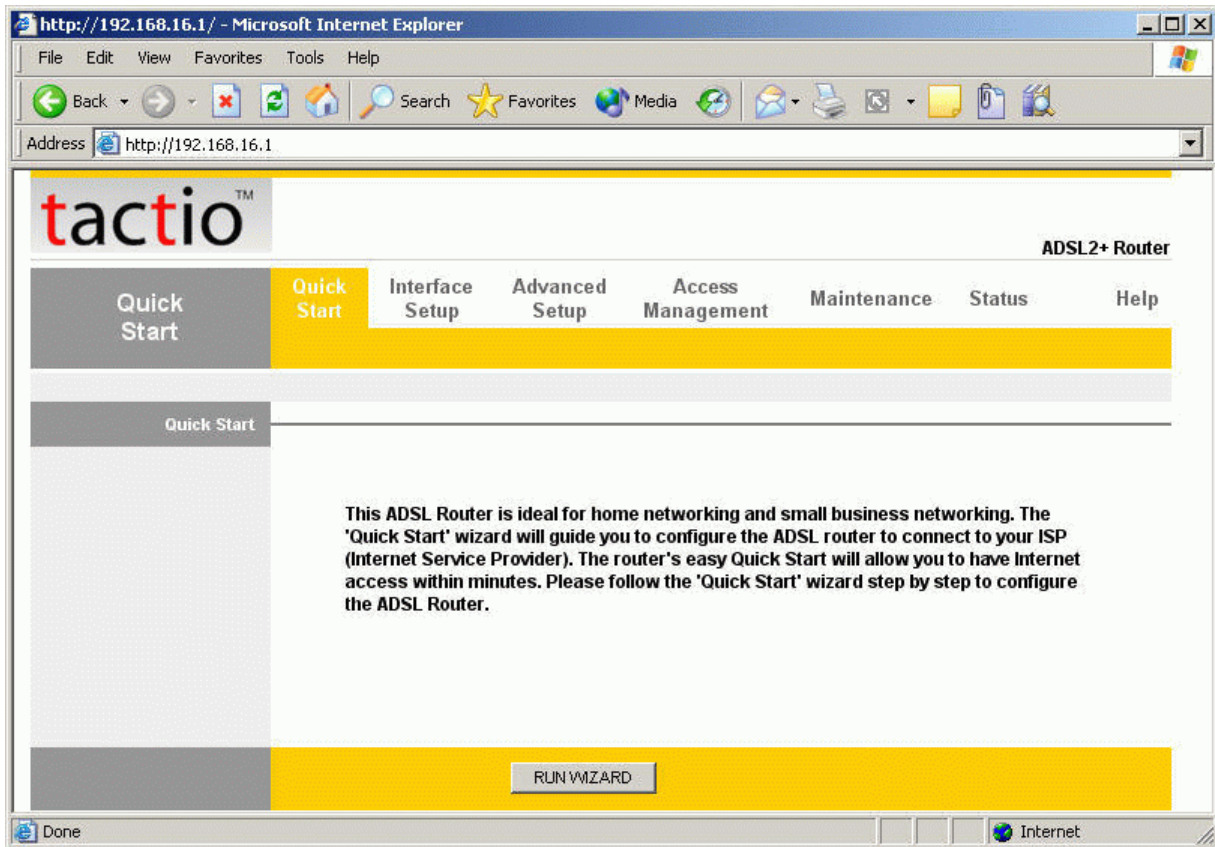 http://192.168.16.1/ - Microsoft Internet Explorer
File Edit View Favorites Tools Help
Back Search Favorites Media
Address http://192.168.16.1
tactio™
ADSL2+ Router
Quick
Start
Quick
Start
Interface
Setup
Advanced
Setup
Access
Management
Maintenance
Status
Help
Quick Start
This ADSL Router is ideal for home networking and small business networking. The
'Quick Start' wizard will guide you to configure the ADSL router to connect to your ISP
(Internet Service Provider). The router's easy Quick Start will allow you to have Internet
access within minutes. Please follow the 'Quick Start' wizard step by step to configure
the ADSL Router.
RUN WIZARD
Done Internet